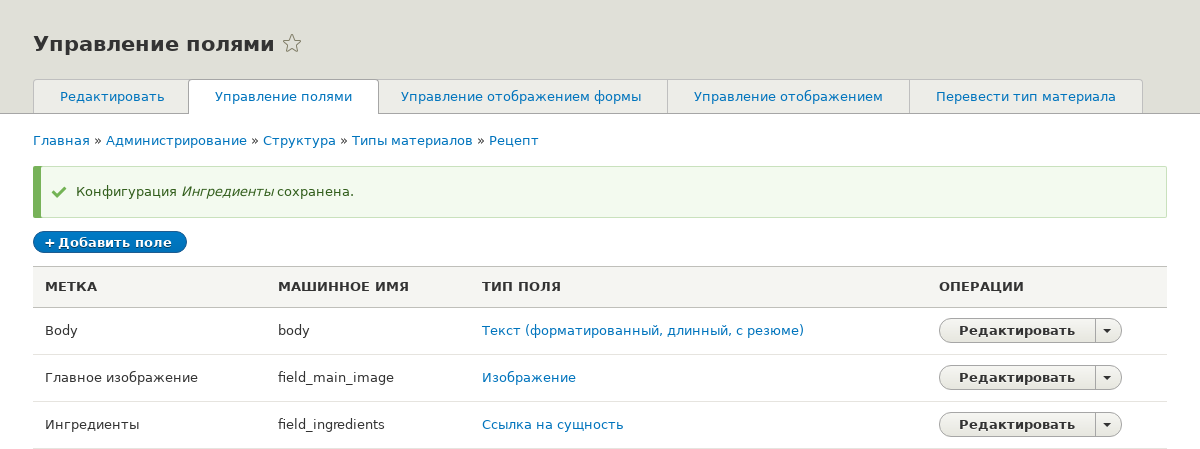 Управление полями
Редактировать Управление полями Управление отображением формы Управление отображением Перевести тип материала
Главная » Администрирование » Структура » Типы материалов » Рецепт
Конфигурация Ингредиенты сохранена.
+ Добавить поле
МЕТКА МАШИННОЕ ИМЯ ТИП ПОЛЯ ОПЕРАЦИИ
Body body Текст (форматированный, длинный, с резюме) Редактировать
Главное изображение field_main_image Изображение Редактировать
Ингредиенты field_ingredients Ссылка на сущность Редактировать